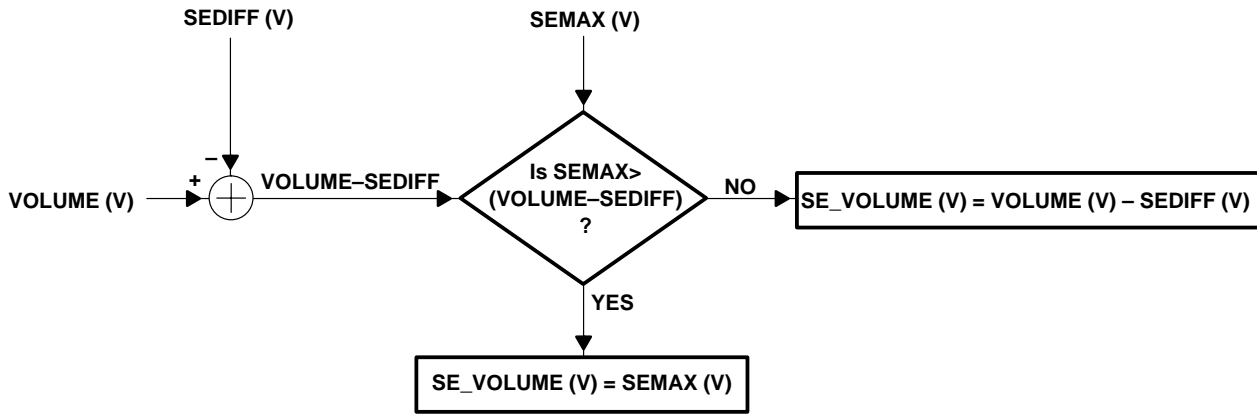 SEDIFF (V)
SEMAX (V)
–
+
VOLUME (V)
VOLUME–SEDIFF
Is SEMAX>
(VOLUME–SEDIFF)
?
NO
SE_VOLUME (V) = VOLUME (V) – SEDIFF (V)
YES
SE_VOLUME (V) = SEMAX (V)